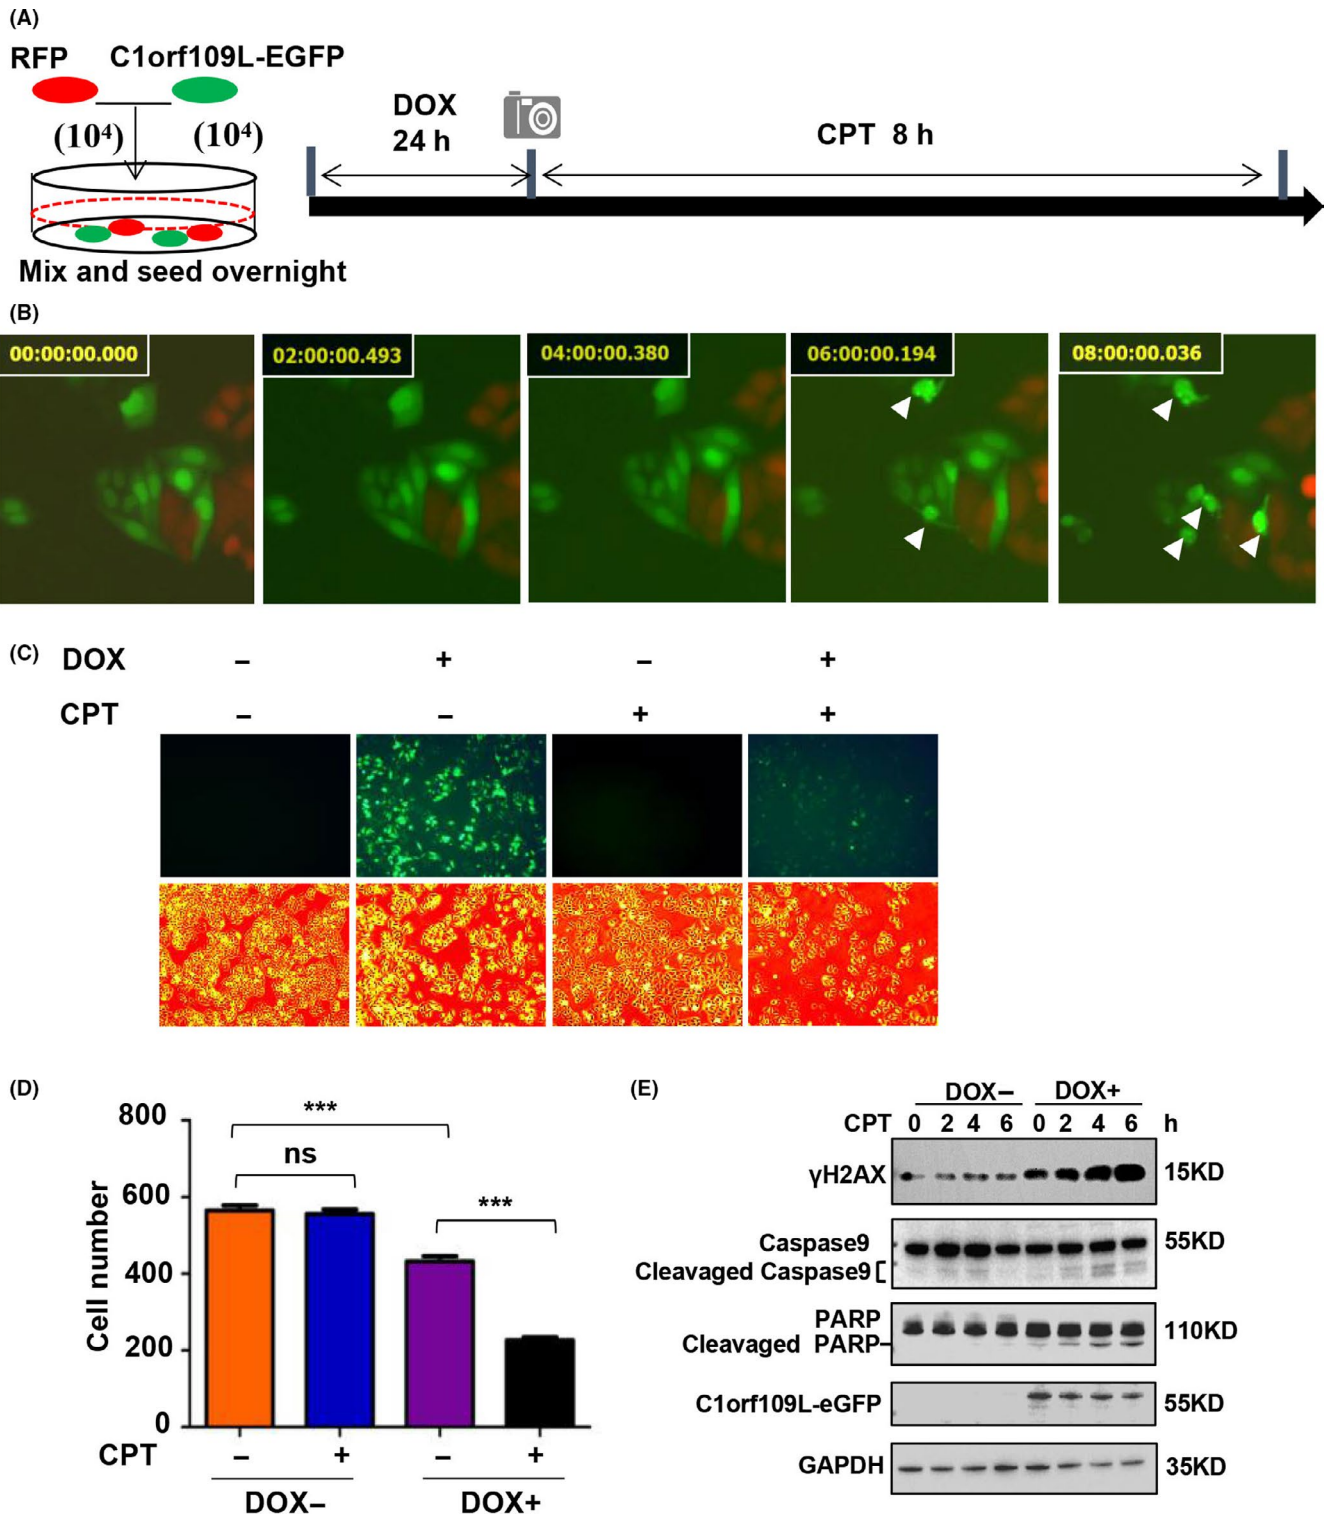 (A)
RFP C1orf109L-EGFP
(10⁴) (10⁴)
DOX
24 h
CPT 8 h
Mix and seed overnight
(B)
00:00:00.000 02:00:00.493 04:00:00.380 06:00:00.194 08:00:00.036
(C)
DOX – + – +
CPT – – + +
(D)
***
ns
***
Cell number
800
600
400
200
0
CPT – + – +
DOX– DOX+
(E)
DOX– DOX+
CPT 0 2 4 6 0 2 4 6 h
γH2AX 15KD
Caspase9 55KD
Cleavaged Caspase9[
PARP 110KD
Cleavaged PARP–
C1orf109L-eGFP 55KD
GAPDH 35KD